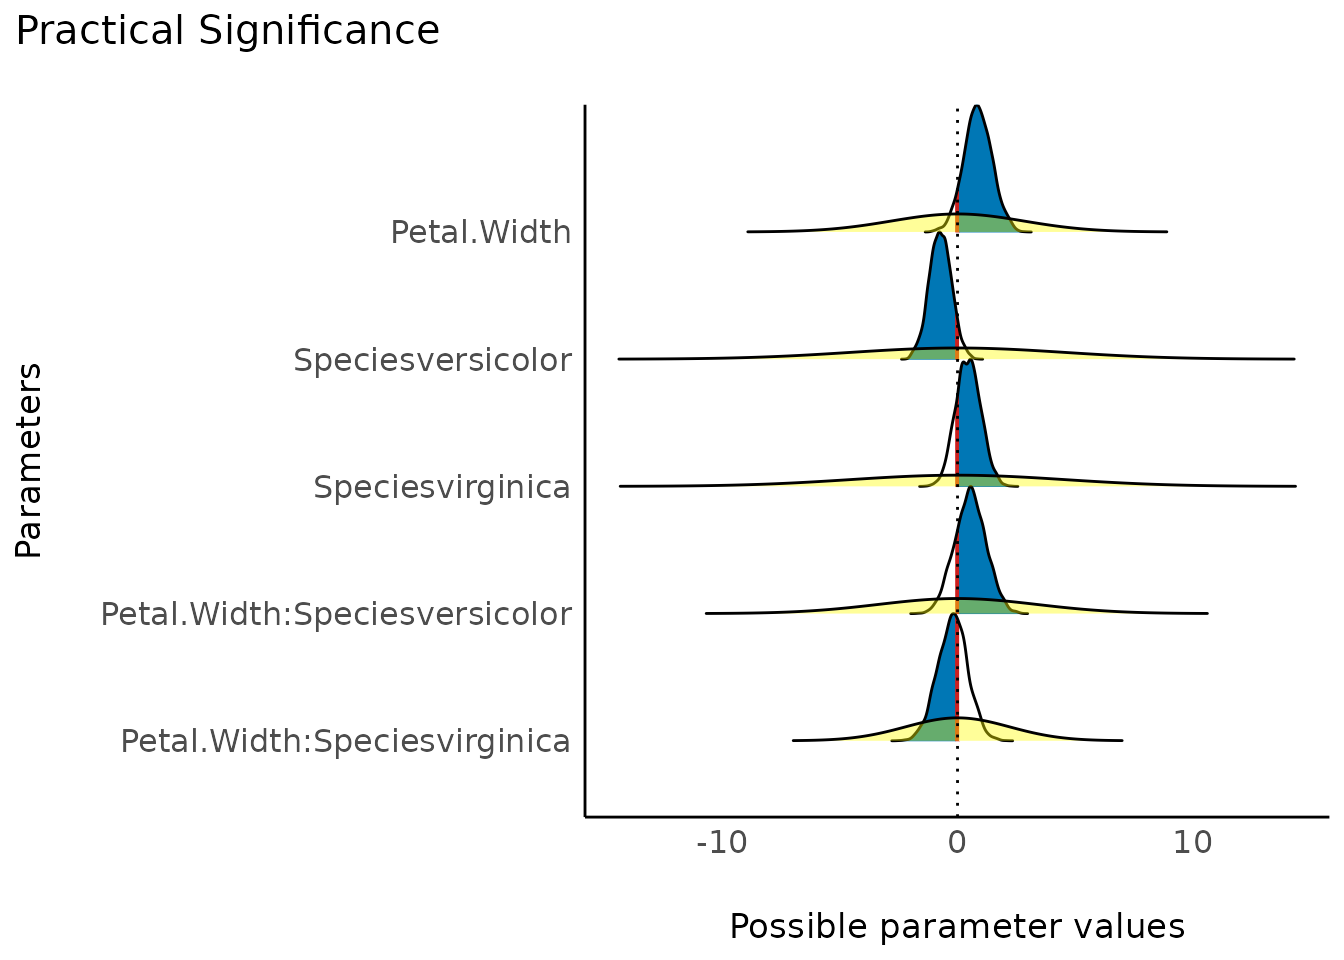 Practical Significance
Parameters
Petal.Width
Speciesversicolor
Speciesvirginica
Petal.Width:Speciesversicolor
Petal.Width:Speciesvirginica
-10 0 10
Possible parameter values